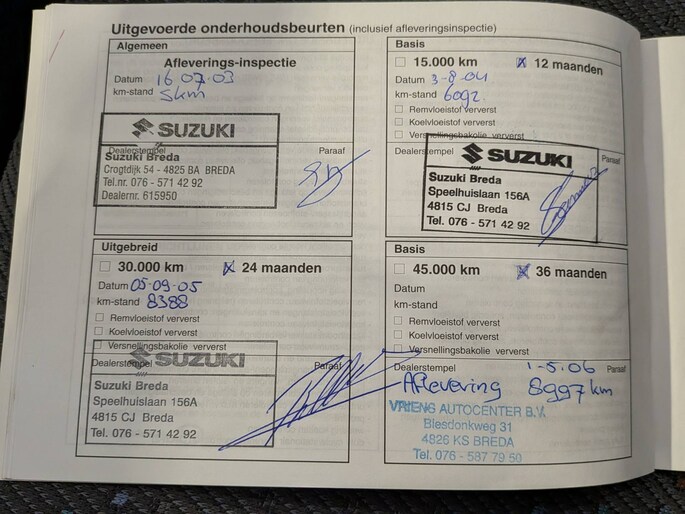 Uitgevoerde onderhoudsbeurten (inclusief afleveringsinspectie)
Algemeen
Afleverings-inspectie
Datum 16 07-03
km-stand 5km
SUZUKI
Dealerstempel
Paraaf
Suzuki Breda
Crogtdijk 54 - 4825 BA BREDA
Tel.nr. 076 - 571 42 92
Dealernr. 615950
Basis
15.000 km X 12 maanden
Datum 3-8-04
km-stand 6092
Remvloeistof ververst
Koelvloeistof ververst
Versnellingsbakolie ververst
Dealerstempel
Paraaf
SUZUKI
Suzuki Breda
Speelhuislaan 156A
4815 CJ Breda
Tel. 076 - 571 42 92
Uitgebreid
30.000 km X 24 maanden
Datum 05-09-05
km-stand 8388
Remvloeistof ververst
Koelvloeistof ververst
Versnellingsbakolie ververst
Dealerstempel
Paraaf
SUZUKI
Suzuki Breda
Speelhuislaan 156A
4815 CJ Breda
Tel. 076 - 571 42 92
Basis
45.000 km X 36 maanden
Datum
km-stand
Remvloeistof ververst
Koelvloeistof ververst
Versnellingsbakolie ververst
Dealerstempel 1-5-06 Paraaf
Aflevering 8997 km
VRIENS AUTOCENTER B.V.
Biesdonkweg 31
4826 KS BREDA
Tel. 076 - 587 79 50